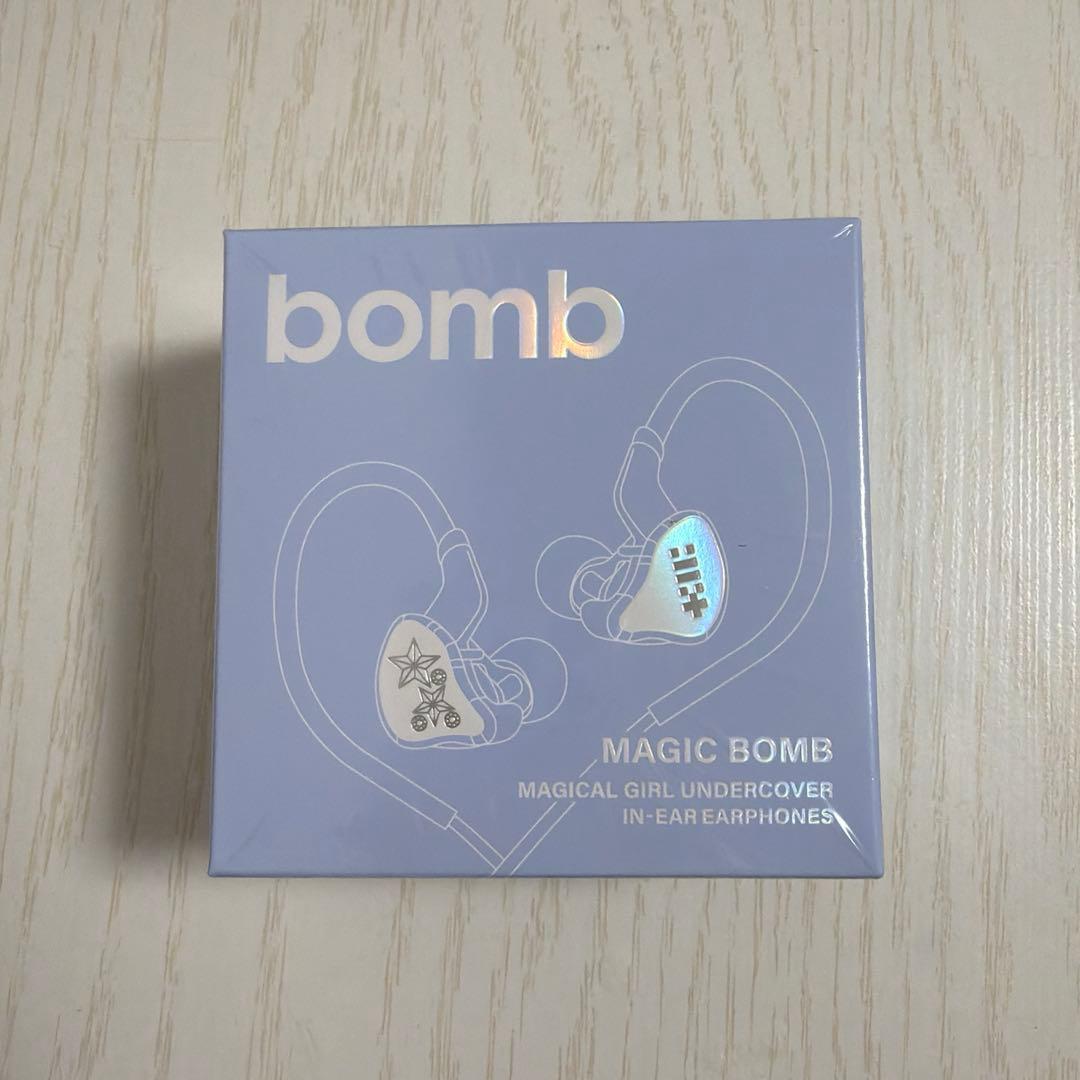 bomb
MAGIC BOMB
MAGICAL GIRL UNDERCOVER
IN-EAR EARPHONES